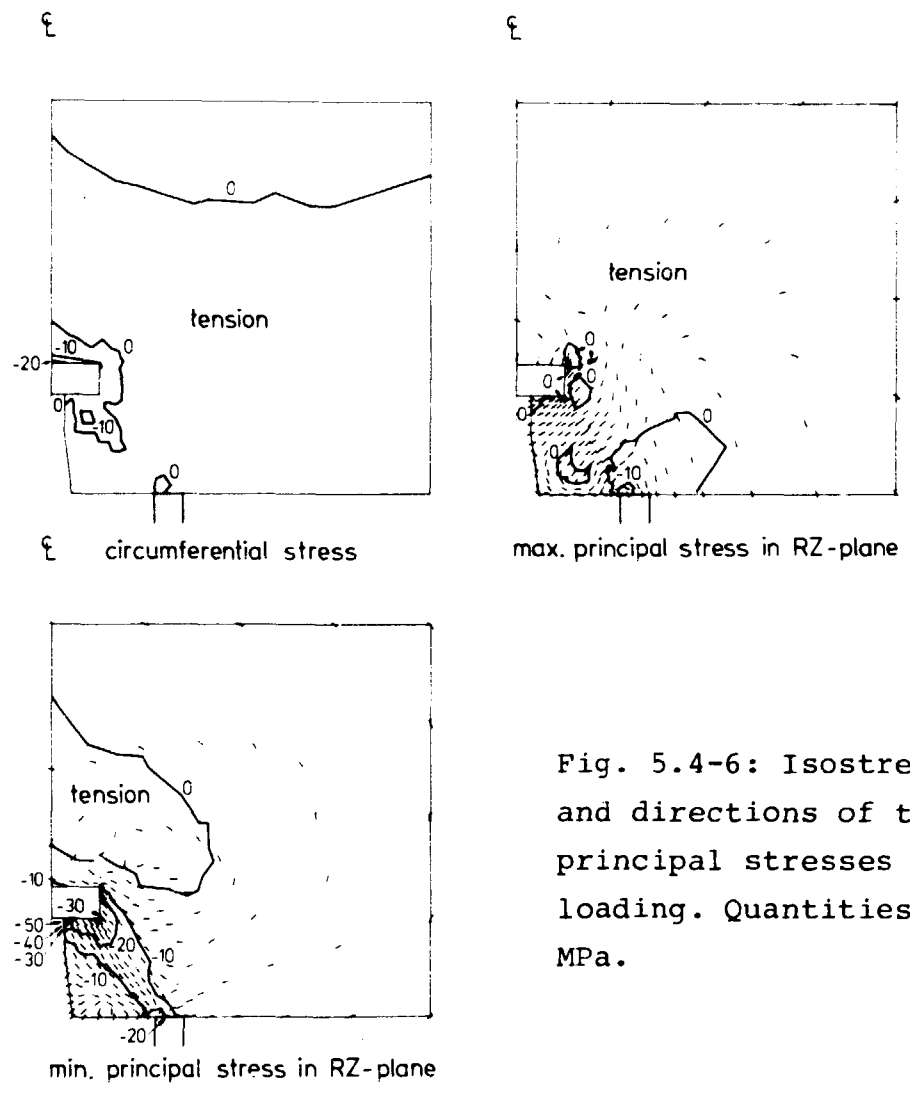 ℄
℄
0
tension
-10
0
-20
0
-10
0
℄ circumferential stress
tension
0
2
0
0
0
0
0
-10
max. principal stress in RZ-plane
0
tension
-10
-30
-50
-40
-20
-10
-30
-10
-20
min. principal stress in RZ-plane
Fig. 5.4-6: Isostre
and directions of t
principal stresses
loading. Quantities
MPa.